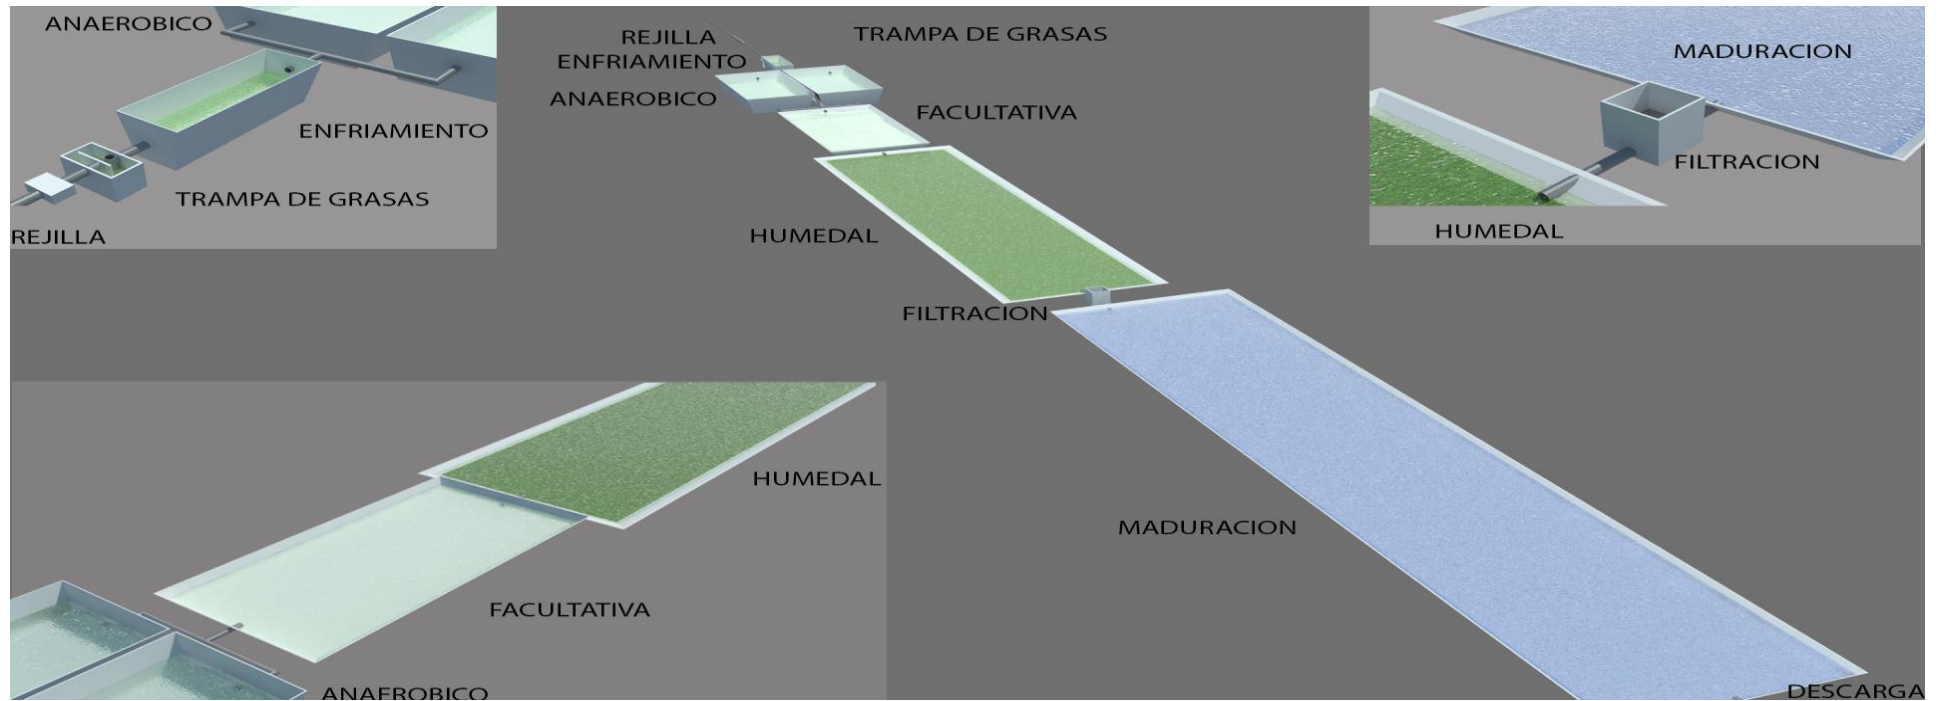 ANAEROBICO
ENFRIAMIENTO
TRAMPA DE GRASAS
REJILLA
REJILLA
TRAMPA DE GRASAS
ENFRIAMIENTO
ANAEROBICO
FACULTATIVA
HUMEDAL
FILTRACION
MADURACION
DESCARGA
MADURACION
FILTRACION
HUMEDAL
HUMEDAL
FACULTATIVA
ANAEROBICO